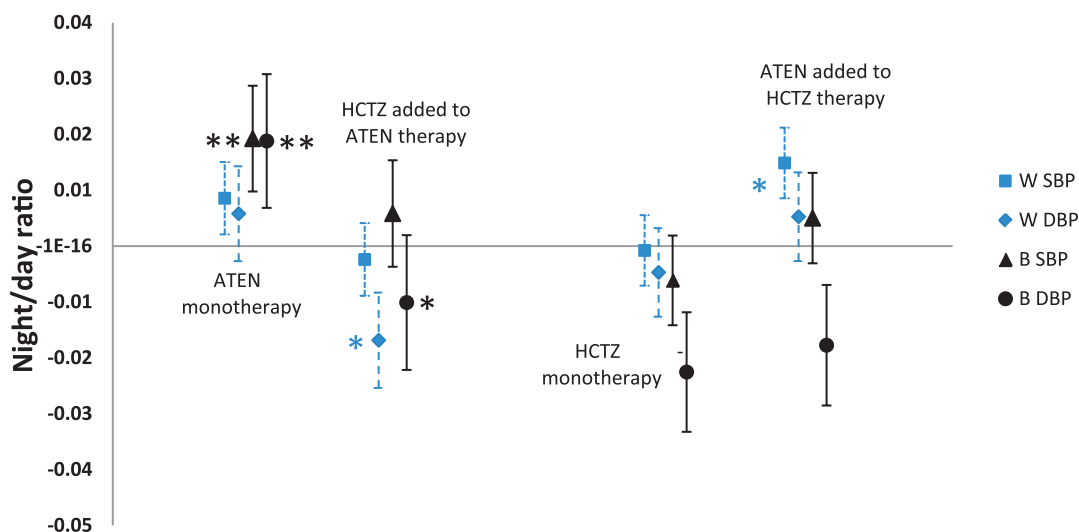 0.04
0.03
0.02
0.01
-1E-16
-0.01
-0.02
-0.03
-0.04
-0.05
Night/day ratio
** **
ATEN
monotherapy
HCTZ added to
ATEN therapy
*
*
HCTZ
monotherapy
-
ATEN added to
HCTZ therapy
*
W SBP
W DBP
B SBP
B DBP